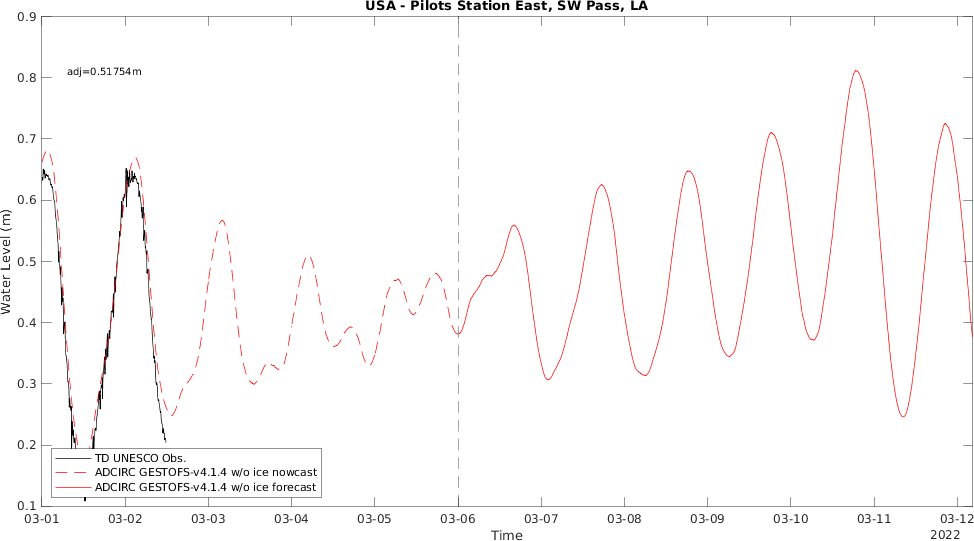 USA - Pilots Station East, SW Pass, LA
0.9
0.8
adj=0.51754m
0.7
0.6
0.5
0.4
0.3
0.2
0.1
Water Level (m)
TD UNESCO Obs.
ADCIRC GESTOFS-v4.1.4 w/o ice nowcast
ADCIRC GESTOFS-v4.1.4 w/o ice forecast
03-01 03-02 03-03 03-04 03-05 03-06 03-07 03-08 03-09 03-10 03-11 03-12
Time
2022